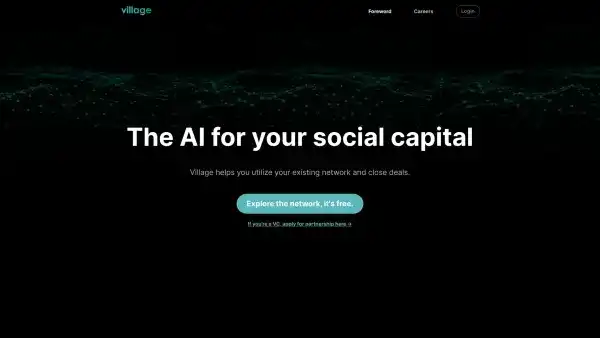 village
Foreword
Careers
Login
The AI for your social capital
Village helps you utilize your existing network and close deals.
Explore the network, it's free.
If you're a VC, apply for partnership here →